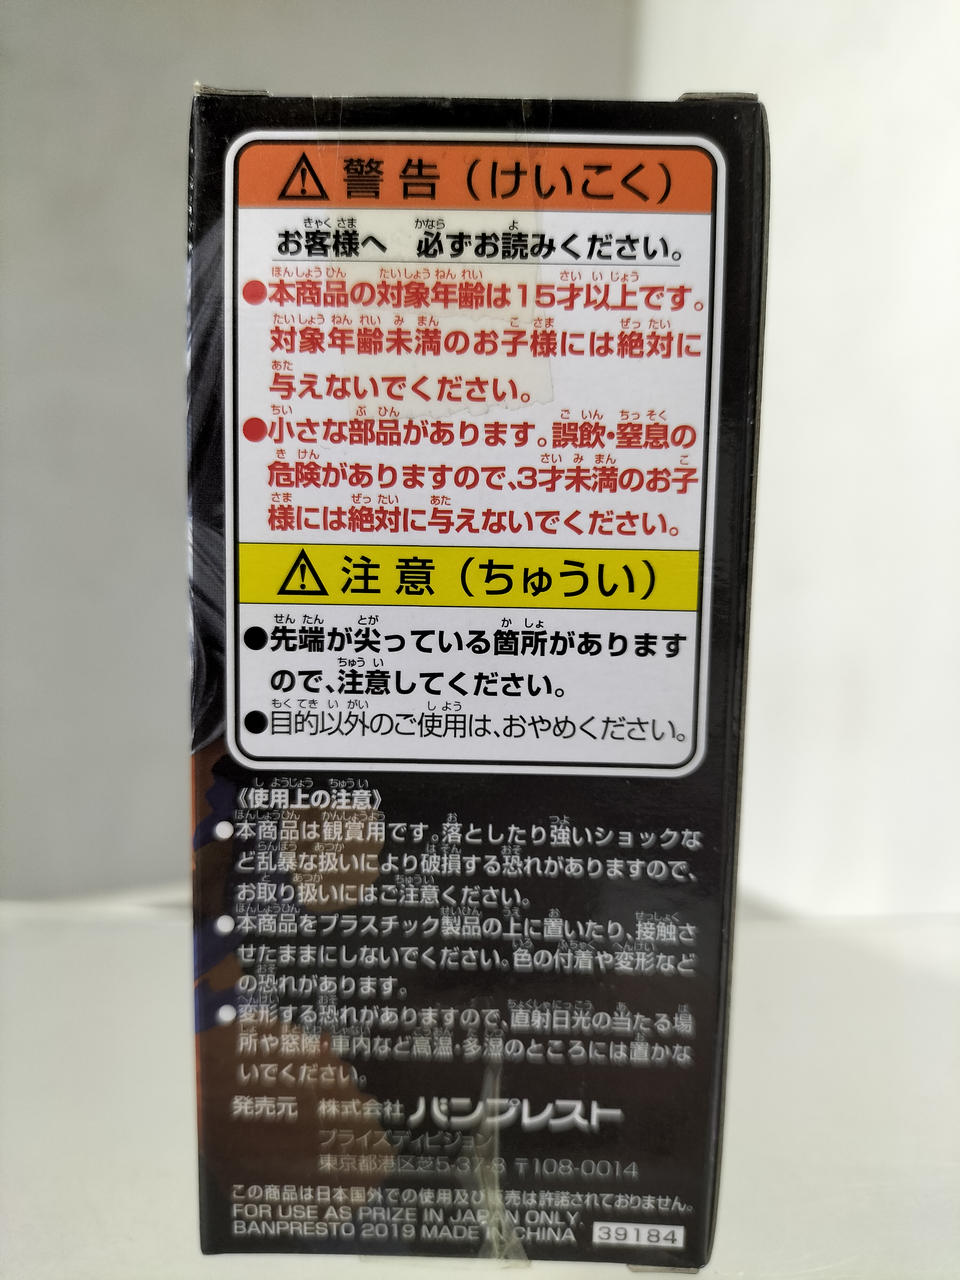 警告（けいこく）
お客様へ　必ずお読みください。
●本商品の対象年齢は15才以上です。
対象年齢未満のお子様には絶対に
与えないでください。
●小さな部品があります。誤飲・窒息の
危険がありますので、3才未満のお子
様には絶対に与えないでください。
注意（ちゅうい）
●先端が尖っている箇所があります
ので、注意してください。
●目的以外のご使用は、おやめください。
《使用上の注意》
●本商品は観賞用です。落としたり強いショックな
ど乱暴な扱いにより破損する恐れがありますので、
お取り扱いにはご注意ください。
●本商品をプラスチック製品の上に置いたり、接触さ
せたままにしないでください。色の付着や変形など
の恐れがあります。
●変形する恐れがありますので、直射日光の当たる場
所や窓際・車内など高温・多湿のところには置かな
いでください。
発売元　株式会社バンプレスト
プライズディビジョン
東京都港区芝5-37-8 〒108-0014
この商品は日本国外での使用及び販売は許諾されておりません。
FOR USE AS PRIZE IN JAPAN ONLY.
BANPRESTO 2019 MADE IN CHINA 39184